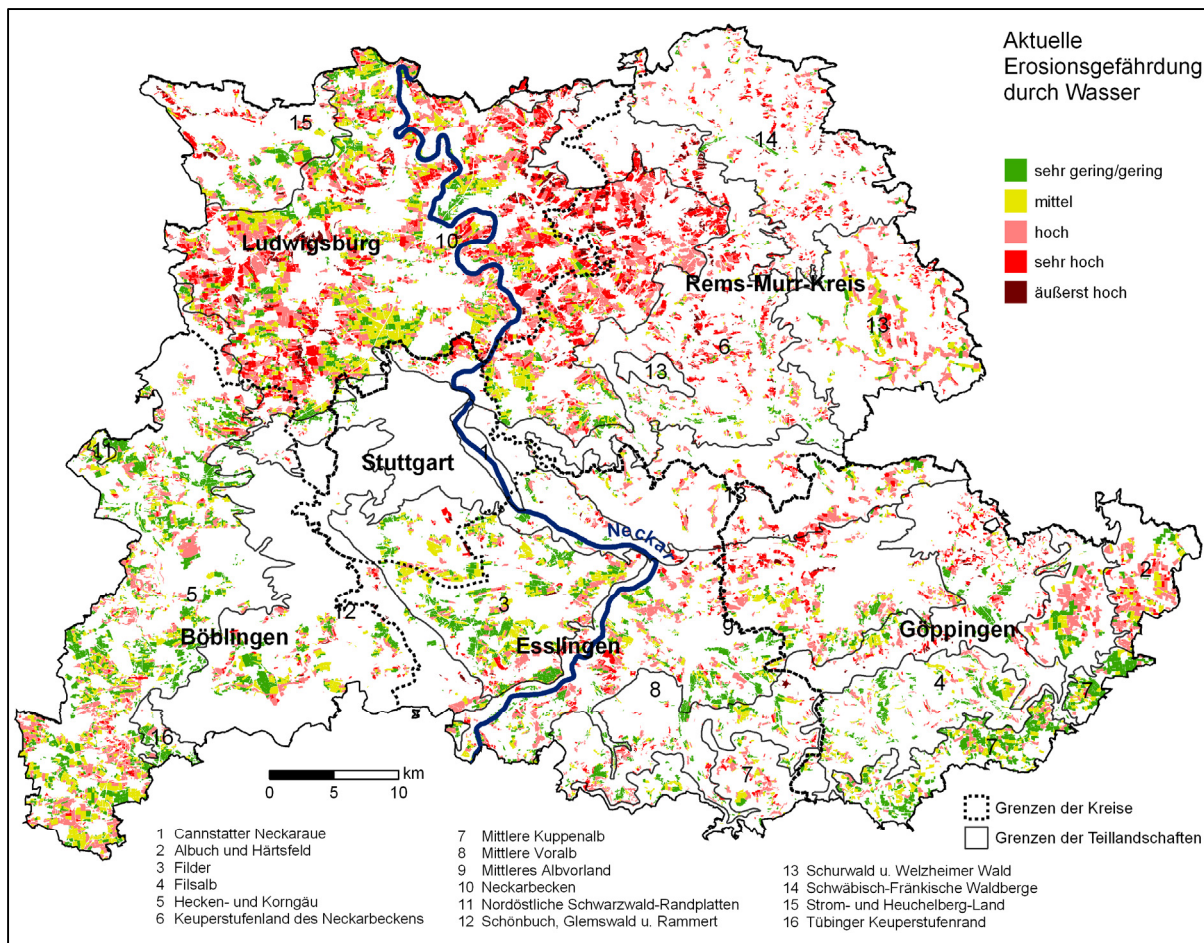 Aktuelle
Erosionsgefährdung
durch Wasser
sehr gering/gering
mittel
hoch
sehr hoch
äußerst hoch
15
14
10
Ludwigsburg
Rems-Murr-Kreis
13
6
13
11
1
Stuttgart
13
Neckar
2
5
12
3
Böblingen
Esslingen
9
Göppingen
8
4
7
16
7
7
km
0 5 10
Grenzen der Kreise
Grenzen der Teillandschaften
1 Cannstatter Neckaraue
2 Albuch und Härtsfeld
3 Filder
4 Filsalb
5 Hecken- und Korngäu
6 Keuperstufenland des Neckarbeckens
7 Mittlere Kuppenalb
8 Mittlere Voralb
9 Mittleres Albvorland
10 Neckarbecken
11 Nordöstliche Schwarzwald-Randplatten
12 Schönbuch, Glemswald u. Rammert
13 Schurwald u. Welzheimer Wald
14 Schwäbisch-Fränkische Waldberge
15 Strom- und Heuchelberg-Land
16 Tübinger Keuperstufenrand